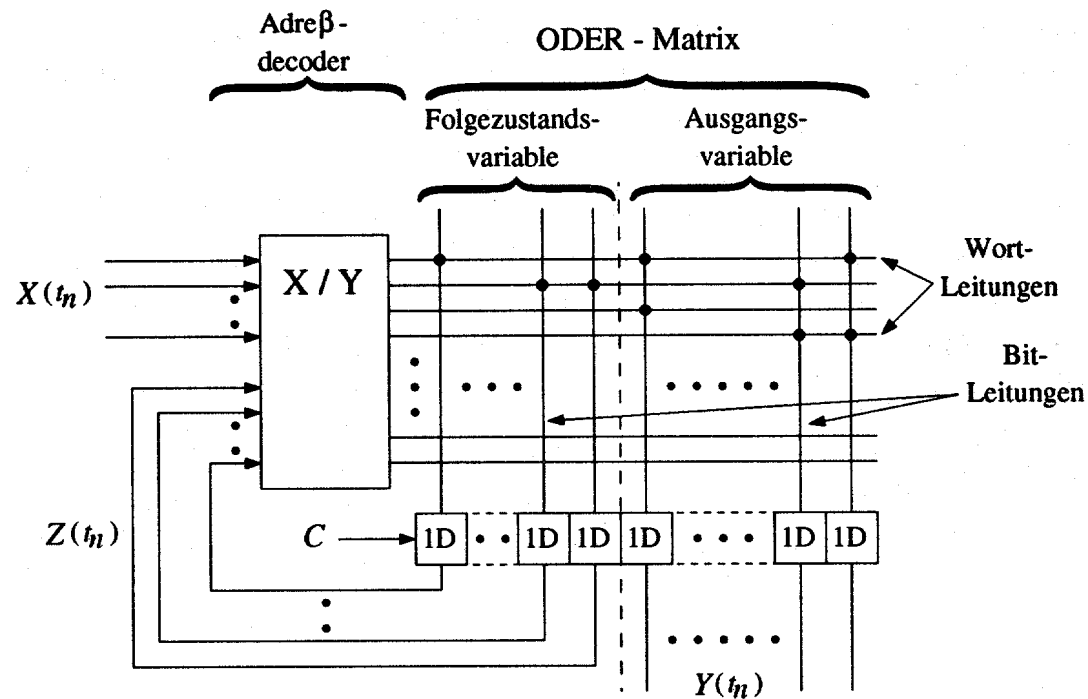 Adreβ-
decoder
ODER - Matrix
Folgezustands-
variable
Ausgangs-
variable
X / Y
X(tn)
Wort-
Leitungen
Bit-
Leitungen
Z(tn)
C
1D
1D
1D
1D
1D
1D
Y(tn)